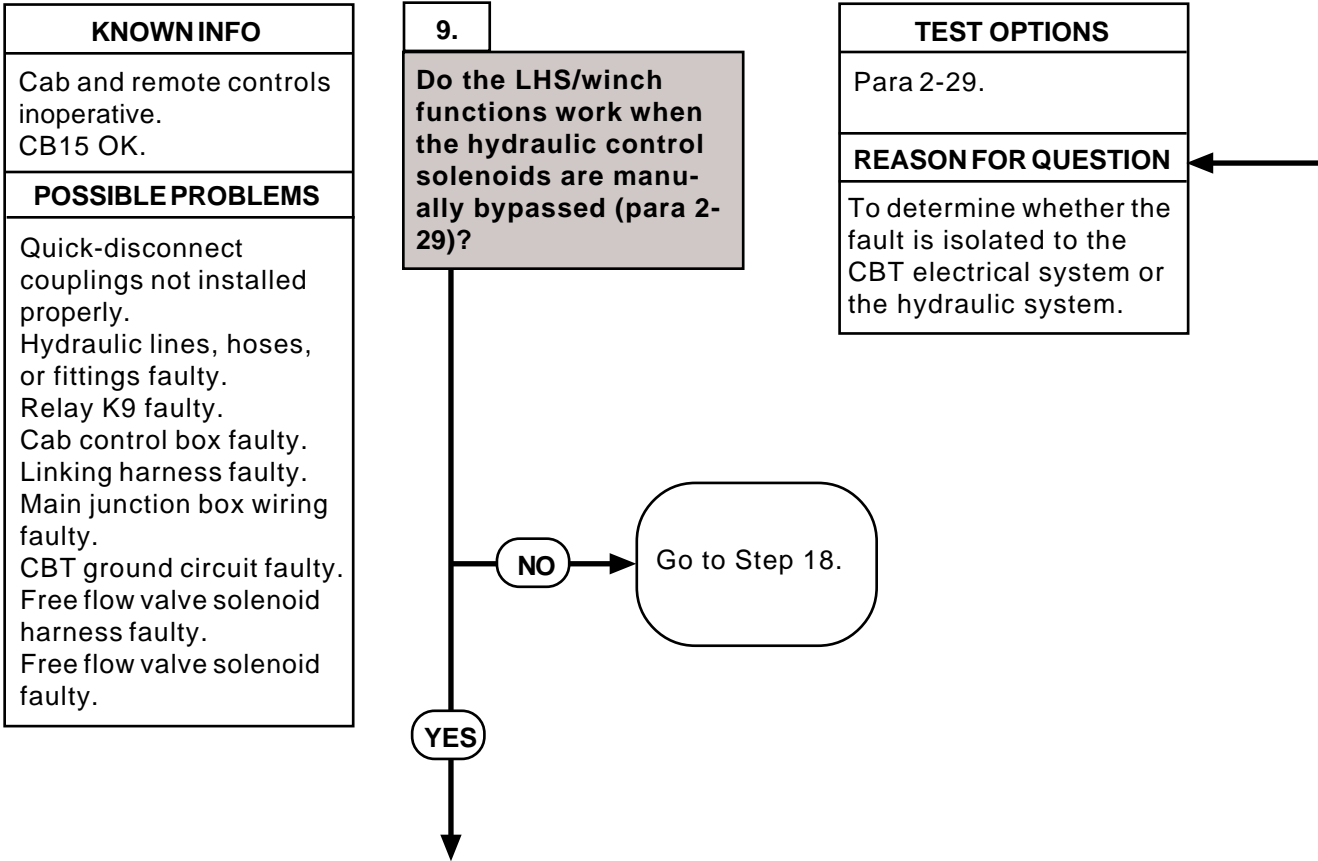 KNOWN INFO
Cab and remote controls
inoperative.
CB15 OK.
POSSIBLE PROBLEMS
Quick-disconnect
couplings not installed
properly.
Hydraulic lines, hoses,
or fittings faulty.
Relay K9 faulty.
Cab control box faulty.
Linking harness faulty.
Main junction box wiring
faulty.
CBT ground circuit faulty.
Free flow valve solenoid
harness faulty.
Free flow valve solenoid
faulty.
9.
Do the LHS/winch
functions work when
the hydraulic control
solenoids are manu-
ally bypassed (para 2-
29)?
TEST OPTIONS
Para 2-29.
REASON FOR QUESTION
To determine whether the
fault is isolated to the
CBT electrical system or
the hydraulic system.
NO
Go to Step 18.
YES